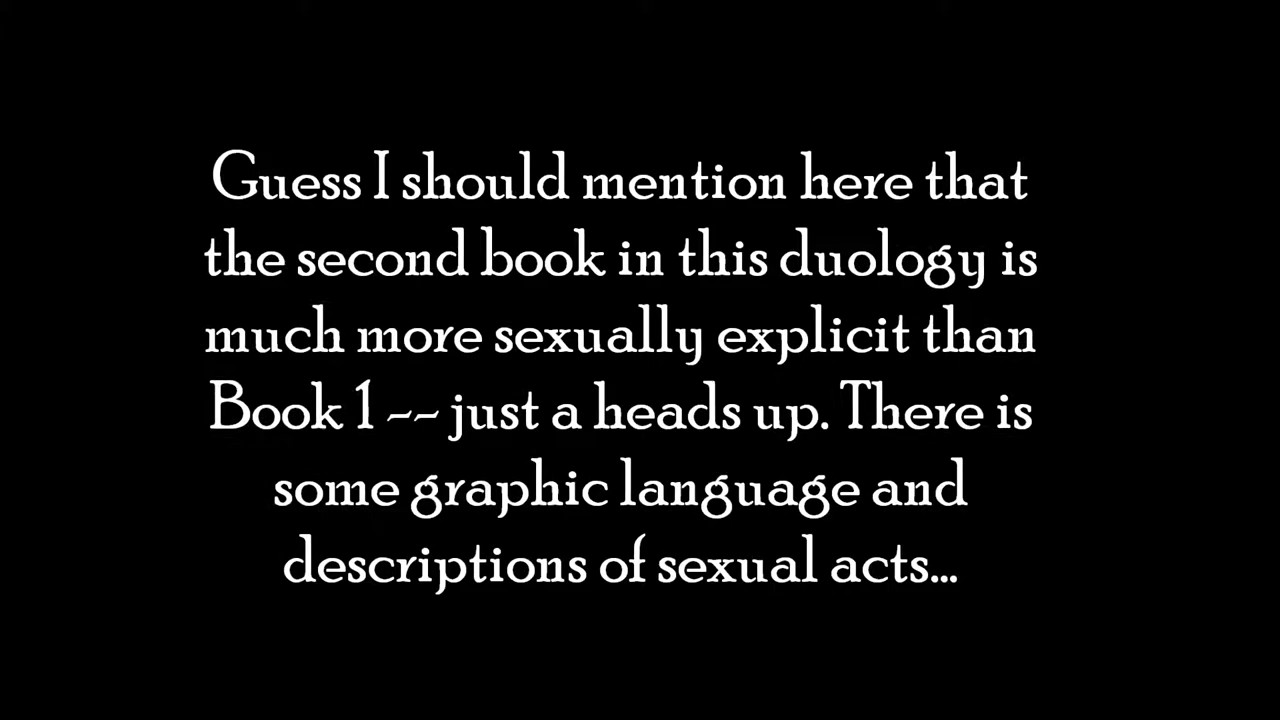 Guess I should mention here that
the second book in this duology is
much more sexually explicit than
Book 1 -- just a heads up. There is
some graphic language and
descriptions of sexual acts...